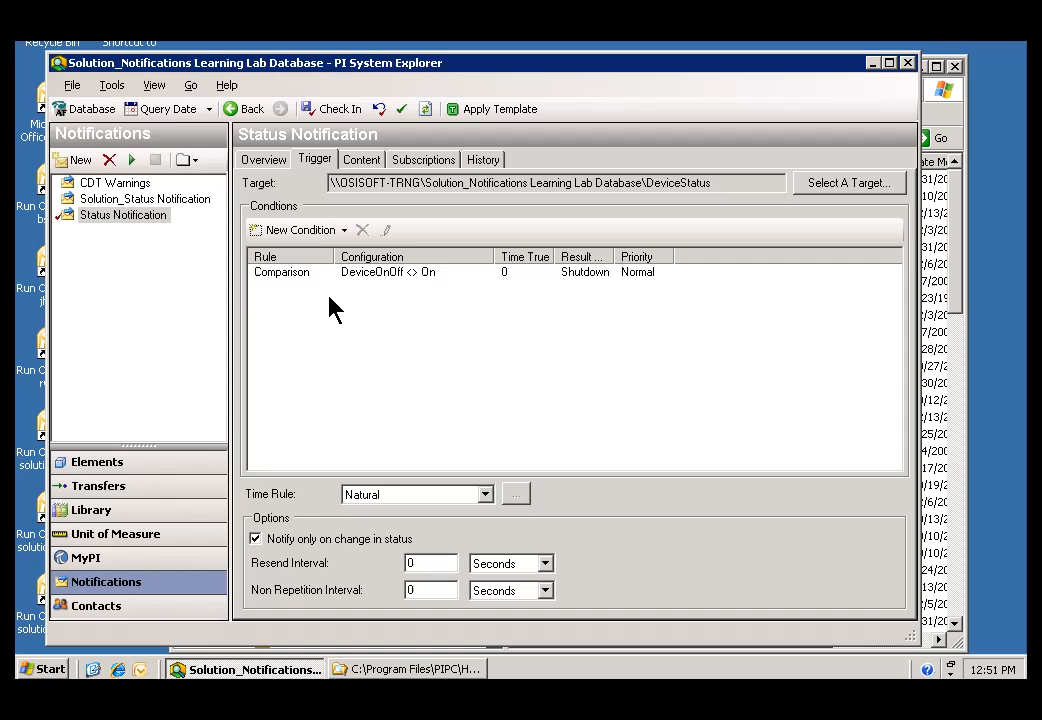 Recycle Bin Shortcut to
Solution_Notifications Learning Lab Database - PI System Explorer
File Tools View Go Help
Database Query Date Back Check In Apply Template
Go
Notifications
Status Notification
New
Overview Trigger Content Subscriptions History
CDT Warnings
Solution_Status Notification
Status Notification
Target: \\OSISOFT-TRNG\Solution_Notifications Learning Lab Database\DeviceStatus Select A Target...
Condtions
New Condition
Rule Configuration Time True Result ... Priority
Comparison DeviceOnOff <> On 0 Shutdown Normal
Elements
Transfers
Library
Unit of Measure
MyPI
Notifications
Contacts
Time Rule: Natural ...
Options
Notify only on change in status
Resend Interval: 0 Seconds
Non Repetition Interval: 0 Seconds
Start Solution_Notifications... C:\Program Files\PIPC\H... 12:51 PM